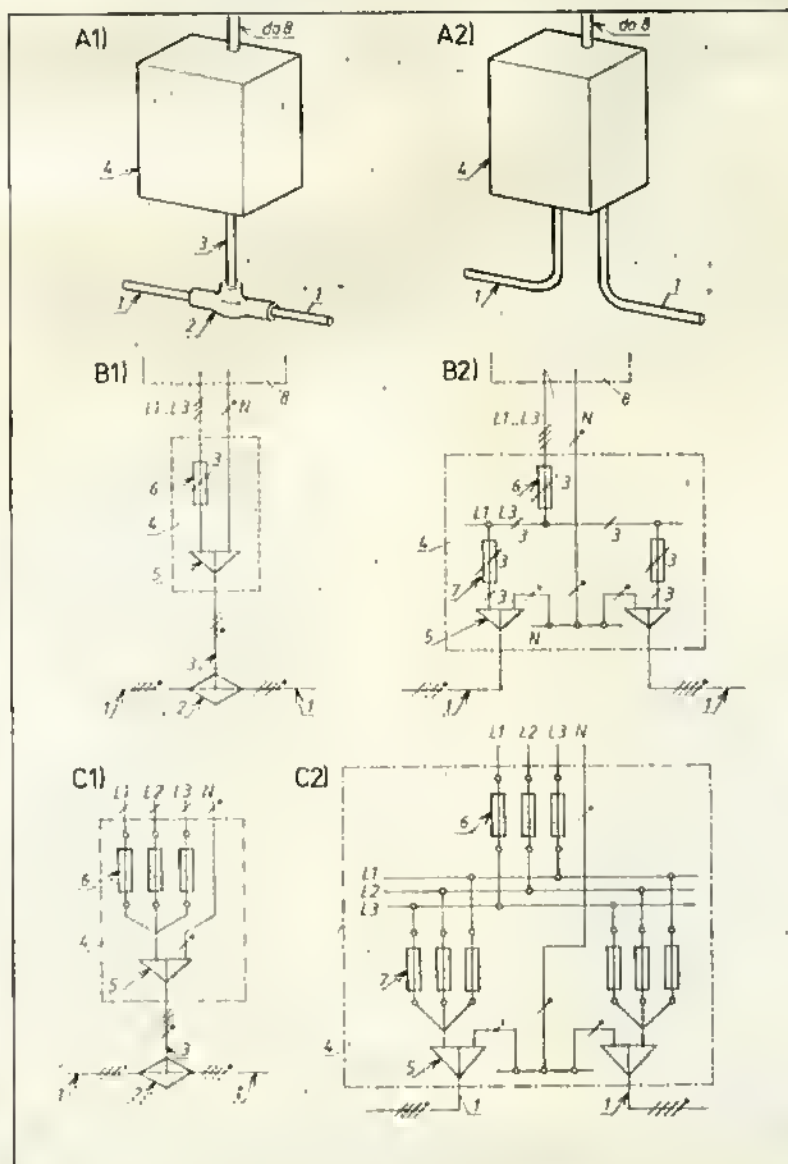 A1) do 8 A2) do 8
4 4
3
1 1 1 1
2
B1) B2)
8 8
L1..L3 N L1..L3 N
3
6 6 3
L1 L3 3 3
4 4
3 3
7
3 3
5 5
N
3
1 2 1 1 1
L1 L2 L3 N
C1) C2)
L1 L2 L3 N
6
6
L1
L2
L3
4
7
5
4
3 5
1 2 1 1 1